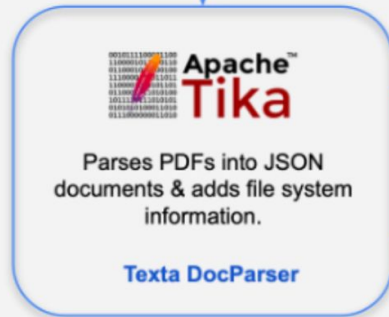 Apache™
Tika
Parses PDFs into JSON
documents & adds file system
information.
Texta DocParser